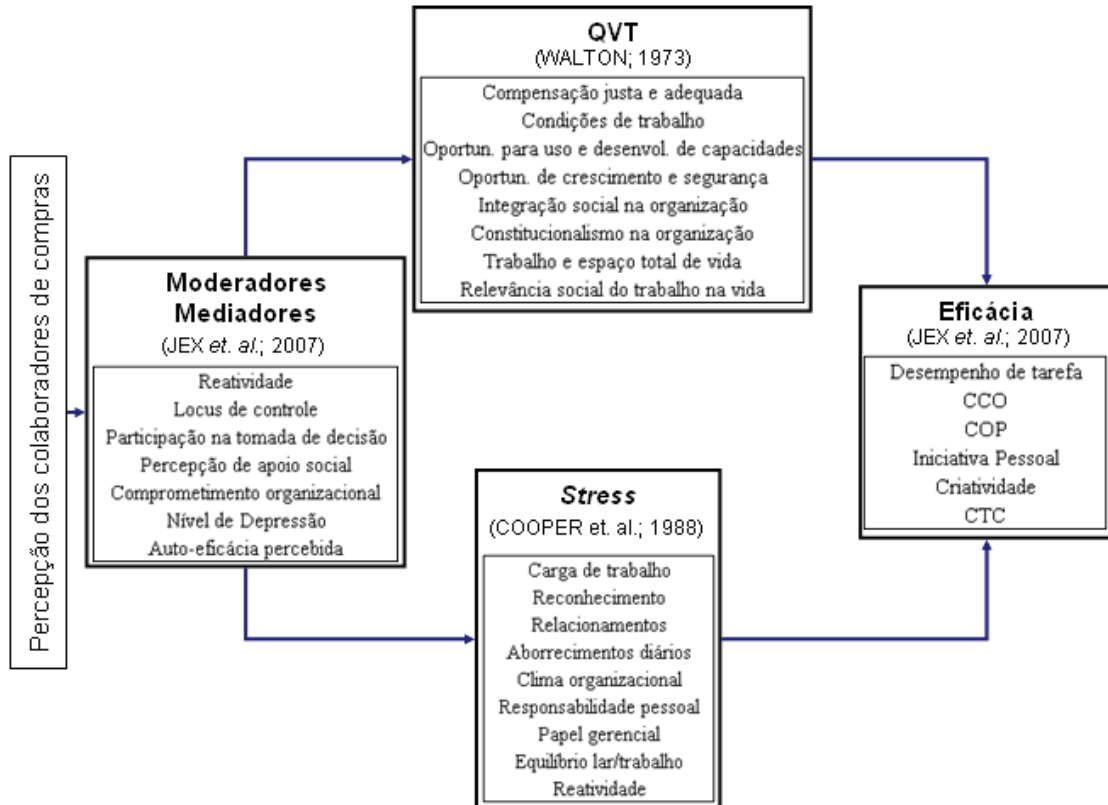 Percepção dos colaboradores de compras
Moderadores
Mediadores
(JEX et. al.; 2007)
Reatividade
Locus de controle
Participação na tomada de decisão
Percepção de apoio social
Comprometimento organizacional
Nível de Depressão
Auto-eficácia percebida
QVT
(WALTON; 1973)
Compensação justa e adequada
Condições de trabalho
Oportun. para uso e desenvol. de capacidades
Oportun. de crescimento e segurança
Integração social na organização
Constitucionalismo na organização
Trabalho e espaço total de vida
Relevância social do trabalho na vida
Stress
(COOPER et. al.; 1988)
Carga de trabalho
Reconhecimento
Relacionamentos
Aborrecimentos diários
Clima organizacional
Responsabilidade pessoal
Papel gerencial
Equilíbrio lar/trabalho
Reatividade
Eficácia
(JEX et. al.; 2007)
Desempenho de tarefa
CCO
COP
Iniciativa Pessoal
Criatividade
CTC